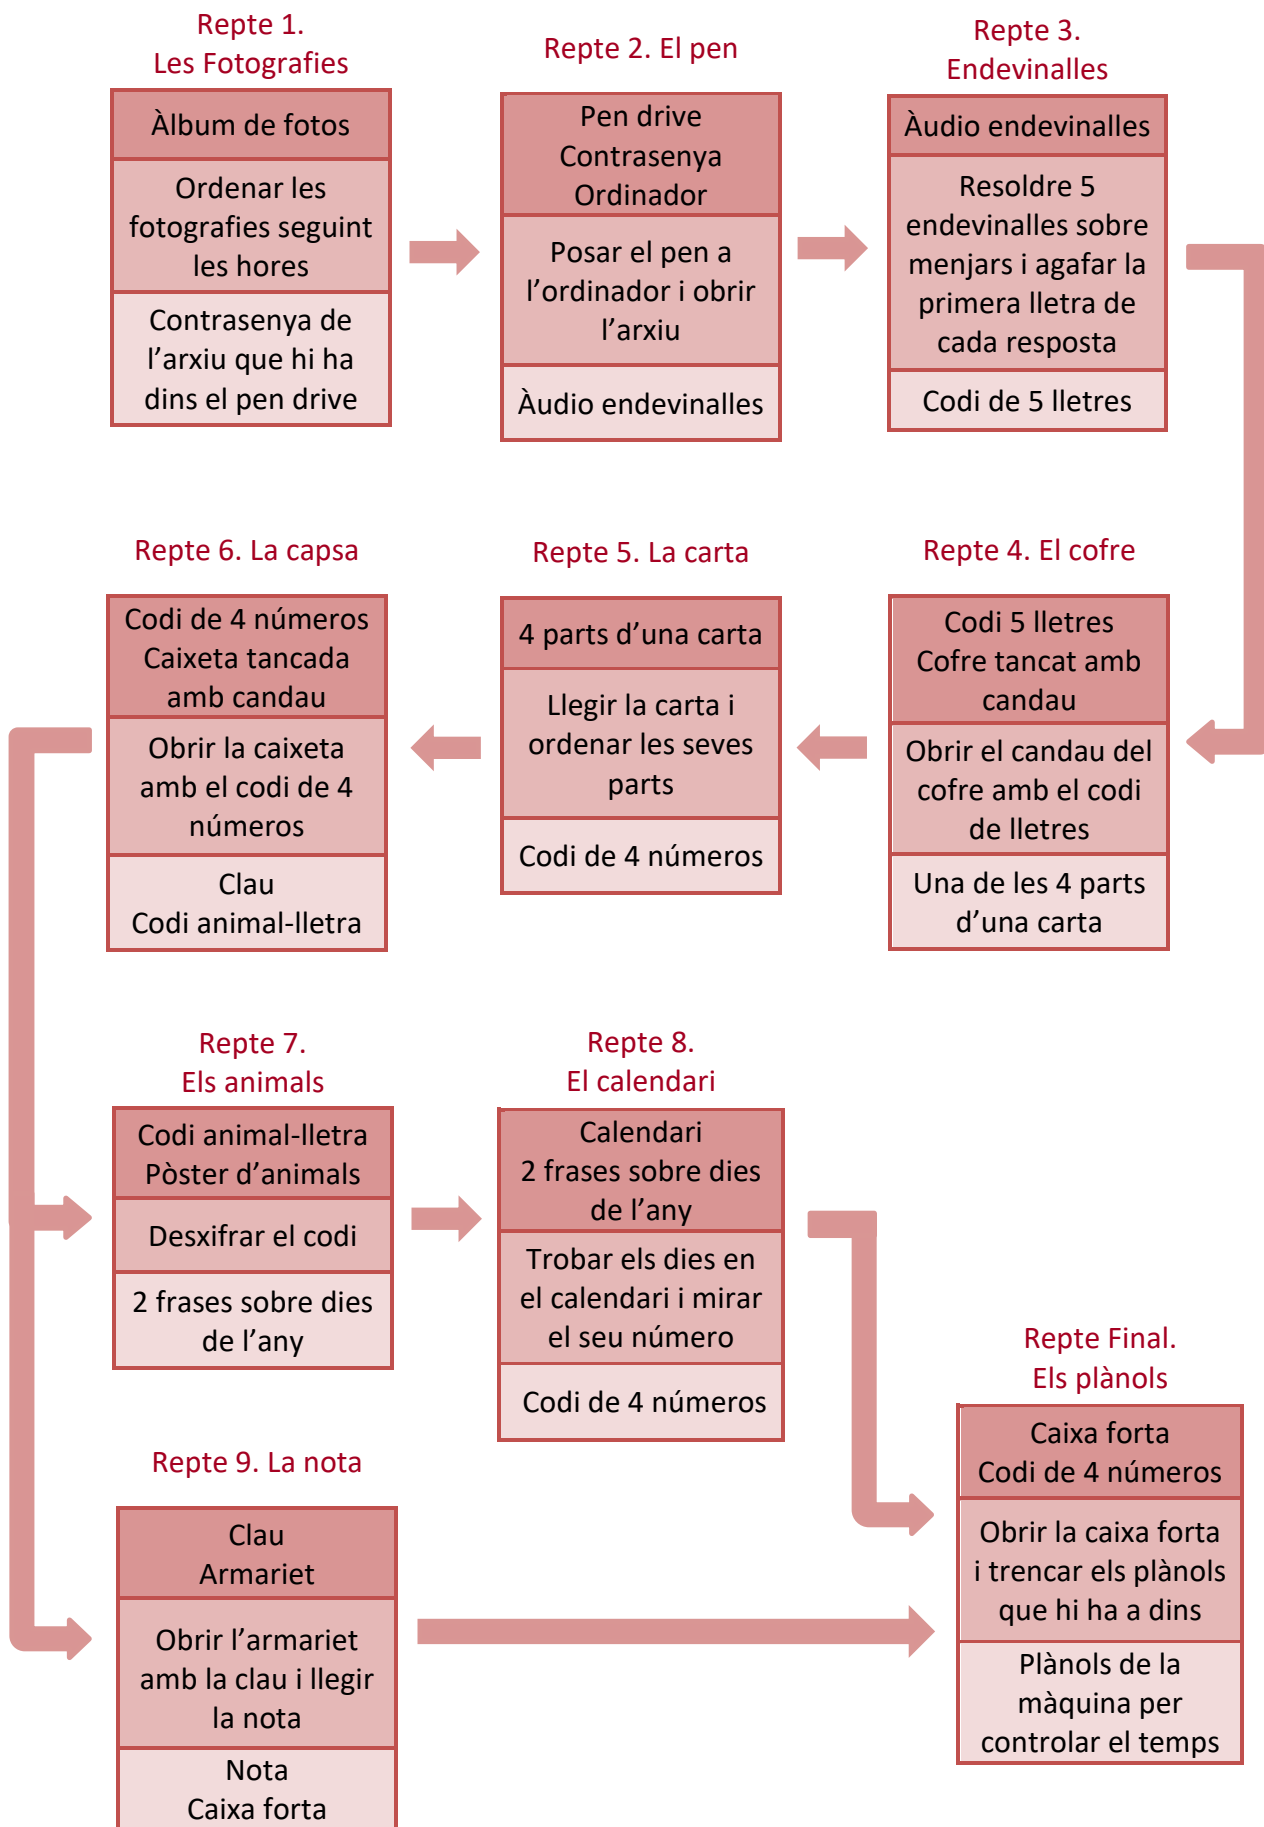 Repte 1.
Les Fotografies
Àlbum de fotos
Ordenar les
fotografies seguint
les hores
Contrasenya de
l’arxiu que hi ha
dins el pen drive
Repte 2. El pen
Pen drive
Contrasenya
Ordinador
Posar el pen a
l’ordinador i obrir
l’arxiu
Àudio endevinalles
Repte 3.
Endevinalles
Àudio endevinalles
Resoldre 5
endevinalles sobre
menjars i agafar la
primera lletra de
cada resposta
Codi de 5 lletres
Repte 4. El cofre
Codi 5 lletres
Cofre tancat amb
candau
Obrir el candau del
cofre amb el codi
de lletres
Una de les 4 parts
d’una carta
Repte 5. La carta
4 parts d’una carta
Llegir la carta i
ordenar les seves
parts
Codi de 4 números
Repte 6. La capsa
Codi de 4 números
Caixeta tancada
amb candau
Obrir la caixeta
amb el codi de 4
números
Clau
Codi animal-lletra
Repte 7.
Els animals
Codi animal-lletra
Pòster d’animals
Desxifrar el codi
2 frases sobre dies
de l’any
Repte 8.
El calendari
Calendari
2 frases sobre dies
de l’any
Trobar els dies en
el calendari i mirar
el seu número
Codi de 4 números
Repte 9. La nota
Clau
Armariet
Obrir l’armariet
amb la clau i llegir
la nota
Nota
Caixa forta
Repte Final.
Els plànols
Caixa forta
Codi de 4 números
Obrir la caixa forta
i trencar els plànols
que hi ha a dins
Plànols de la
màquina per
controlar el temps